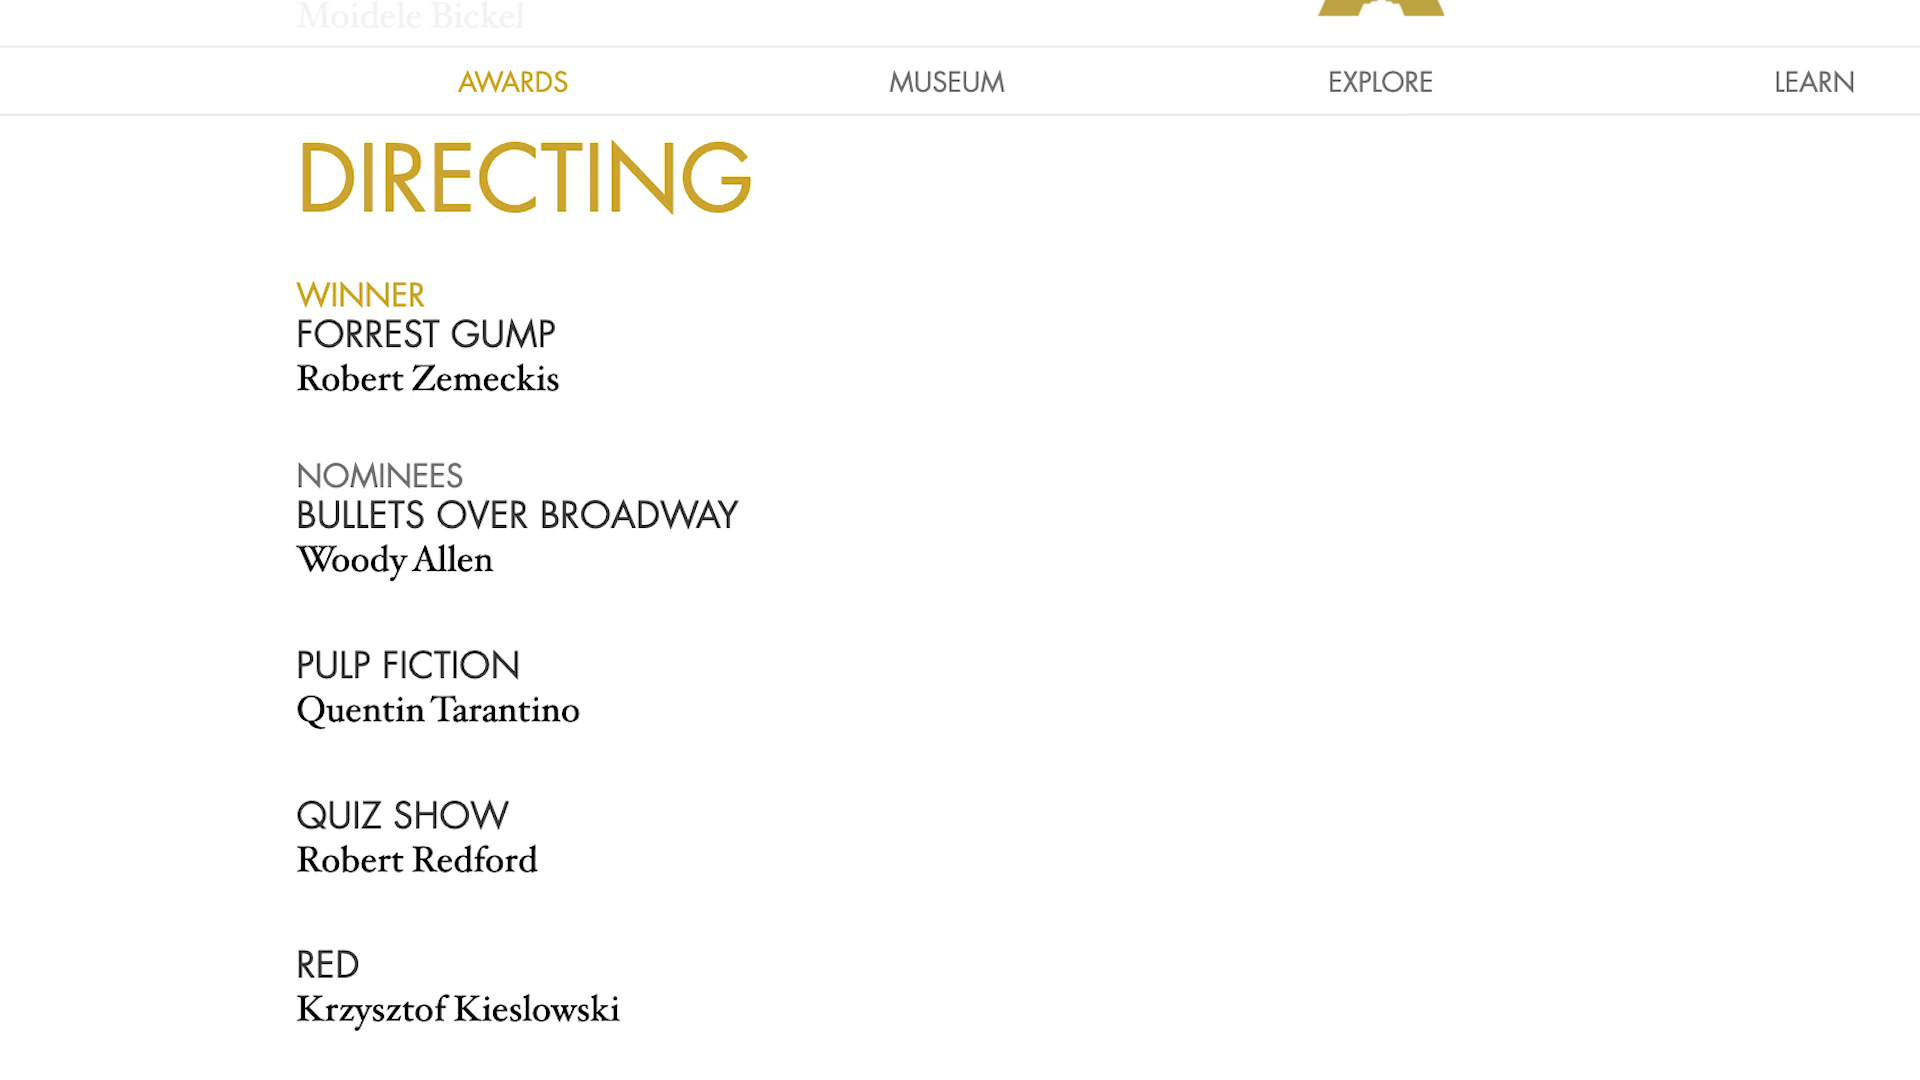 Moidele Bickel
AWARDS MUSEUM EXPLORE LEARN
DIRECTING
WINNER
FORREST GUMP
Robert Zemeckis
NOMINEES
BULLETS OVER BROADWAY
Woody Allen
PULP FICTION
Quentin Tarantino
QUIZ SHOW
Robert Redford
RED
Krzysztof Kieslowski